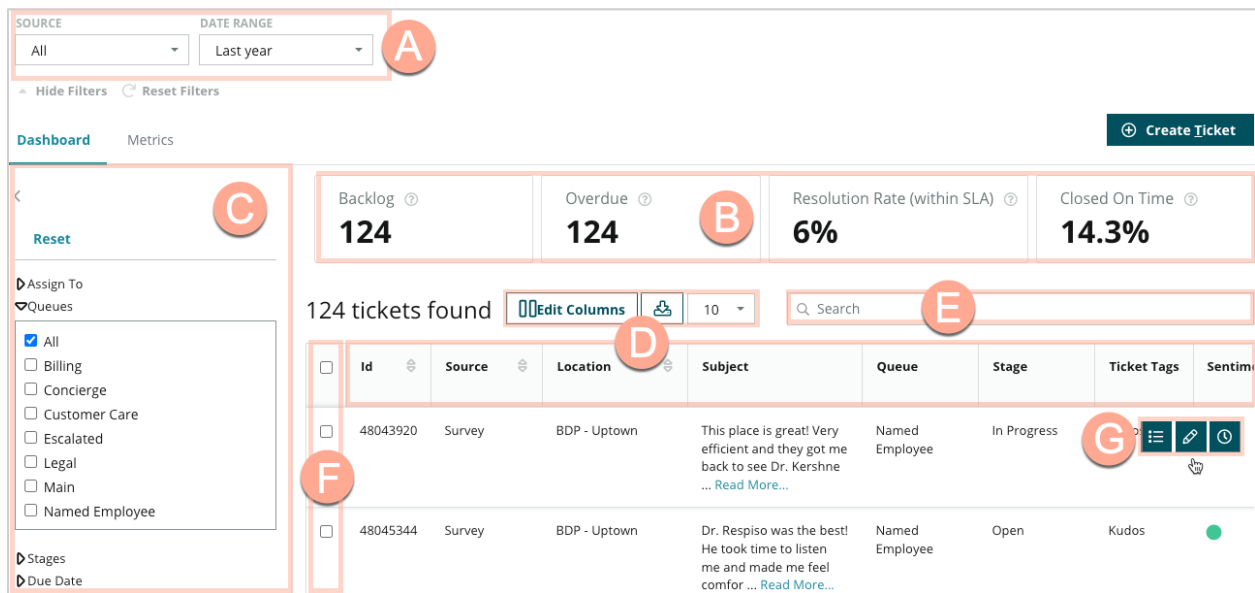 SOURCE DATE RANGE
All Last year
A
Hide Filters Reset Filters
Dashboard Metrics
Create Ticket
C
Reset
Assign To
Queues
All
Billing
Concierge
Customer Care
Escalated
Legal
Main
Named Employee
Stages
Due Date
Backlog Overdue Resolution Rate (within SLA) Closed On Time
124 124 B 6% 14.3%
124 tickets found Edit Columns 10 Search E
D
Id Source Location Subject Queue Stage Ticket Tags Sentime
48043920 Survey BDP - Uptown This place is great! Very Named In Progress
efficient and they got me Employee
back to see Dr. Kershne
... Read More...
G
F
48045344 Survey BDP - Uptown Dr. Respiso was the best! Named Open Kudos
He took time to listen Employee
me and made me feel
comfor ... Read More...